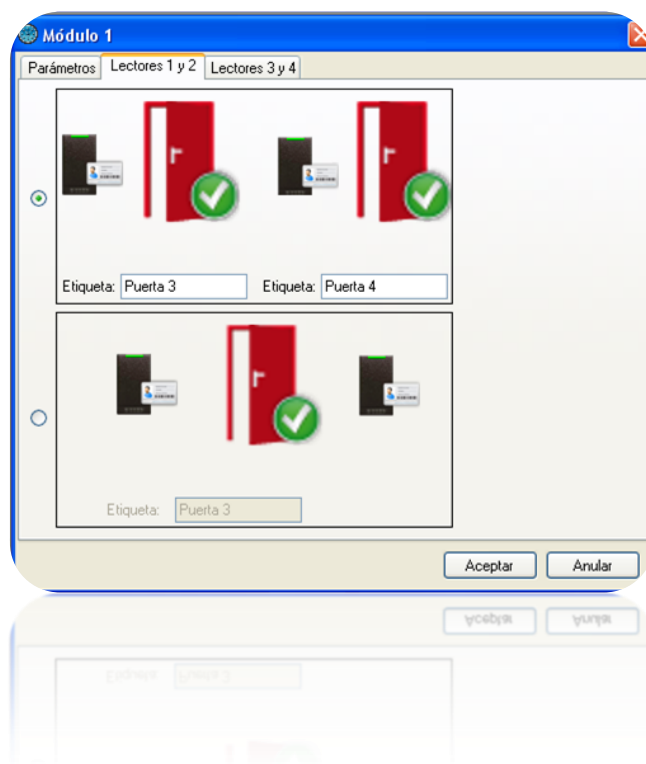 Módulo 1
Parámetros Lectores 1 y 2 Lectores 3 y 4
Etiqueta: Puerta 3 Etiqueta: Puerta 4
Etiqueta: Puerta 3
Aceptar Anular